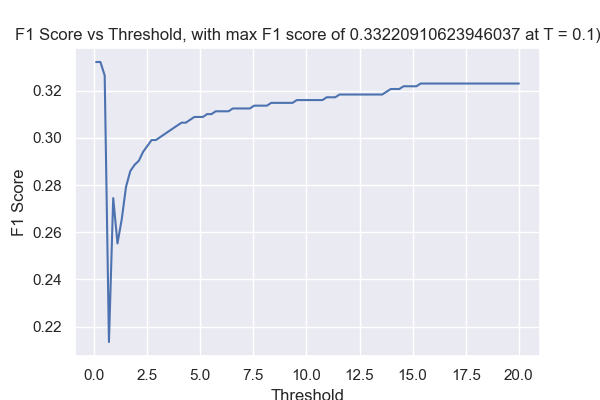 F1 Score vs Threshold, with max F1 score of 0.33220910623946037 at T = 0.1)
0.32
0.30
0.28
0.26
0.24
0.22
F1 Score
0.0 2.5 5.0 7.5 10.0 12.5 15.0 17.5 20.0
Threshold